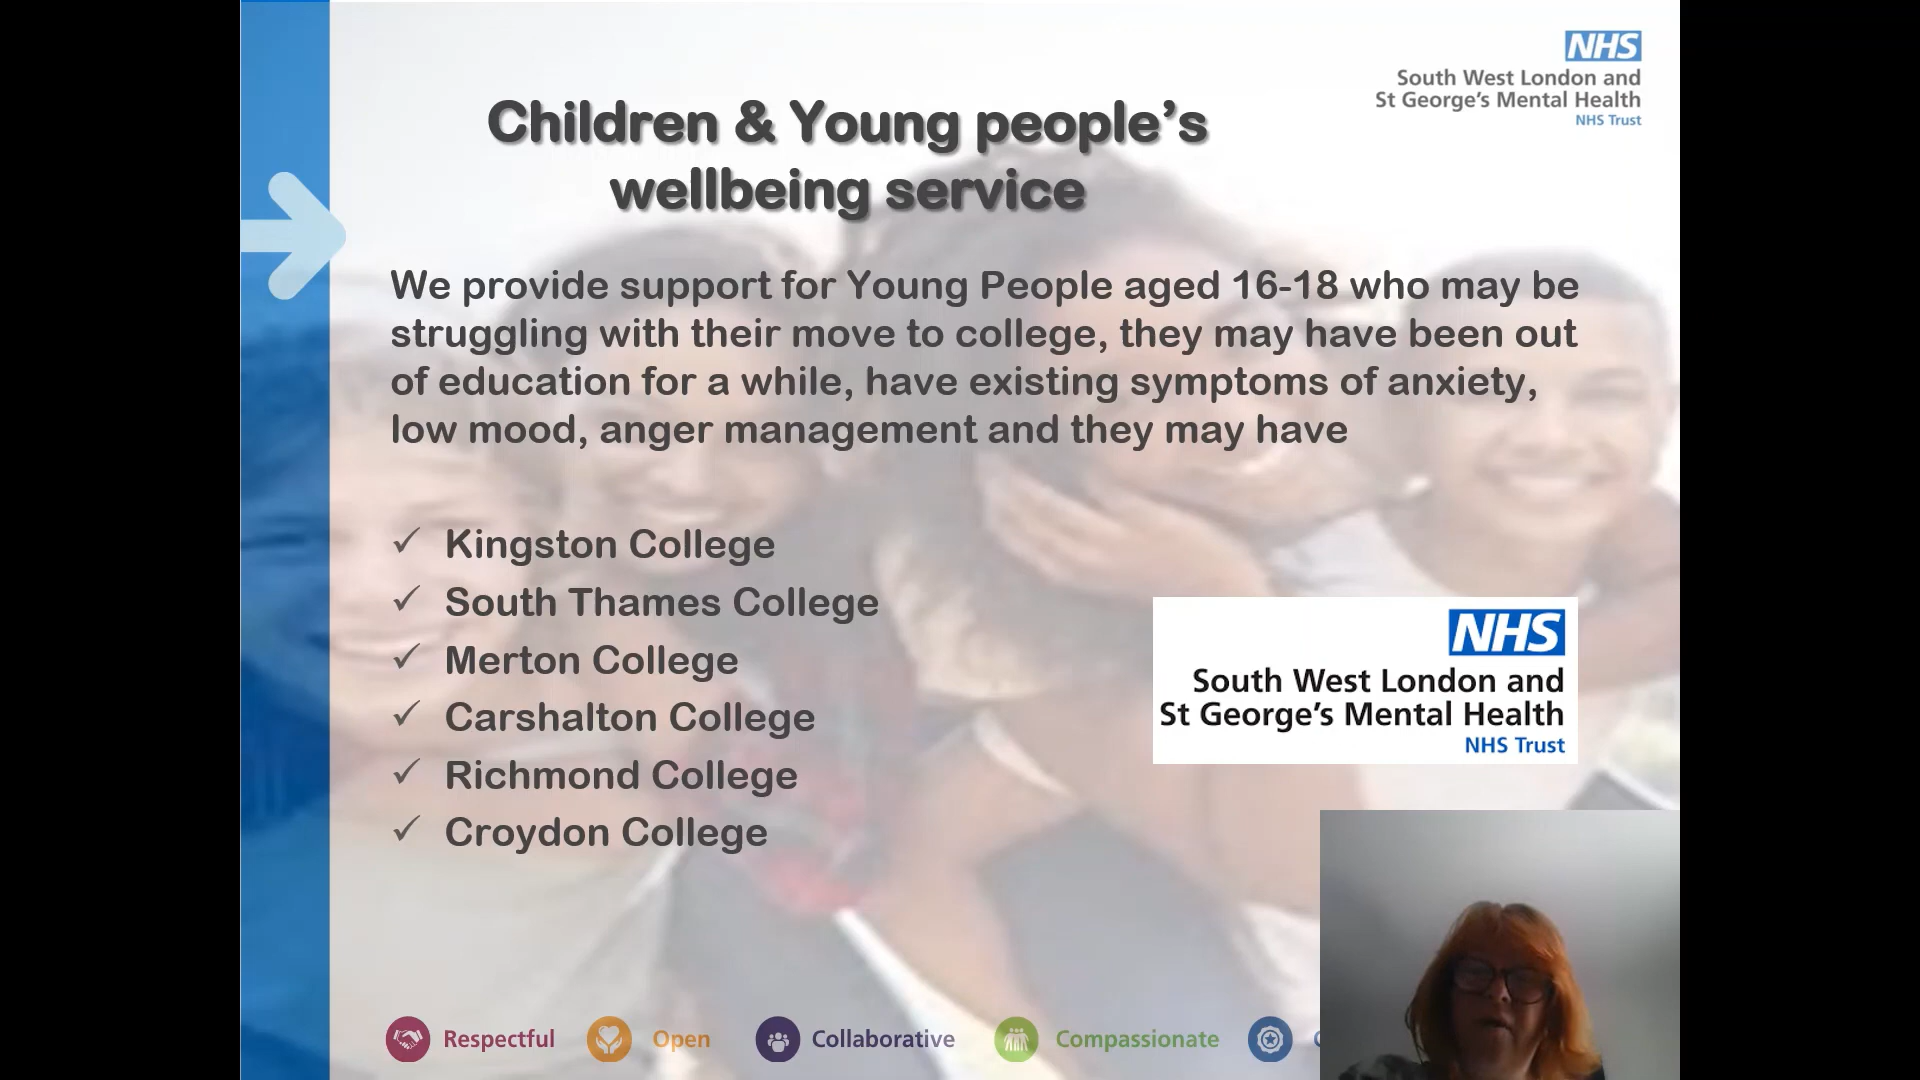 NHS
South West London and
St George's Mental Health
NHS Trust
Children & Young people's
wellbeing service
We provide support for Young People aged 16-18 who may be
struggling with their move to college, they may have been out
of education for a while, have existing symptoms of anxiety,
low mood, anger management and they may have
✓ Kingston College
✓ South Thames College
✓ Merton College
✓ Carshalton College
✓ Richmond College
✓ Croydon College
NHS
South West London and
St George's Mental Health
NHS Trust
Respectful Open Collaborative Compassionate